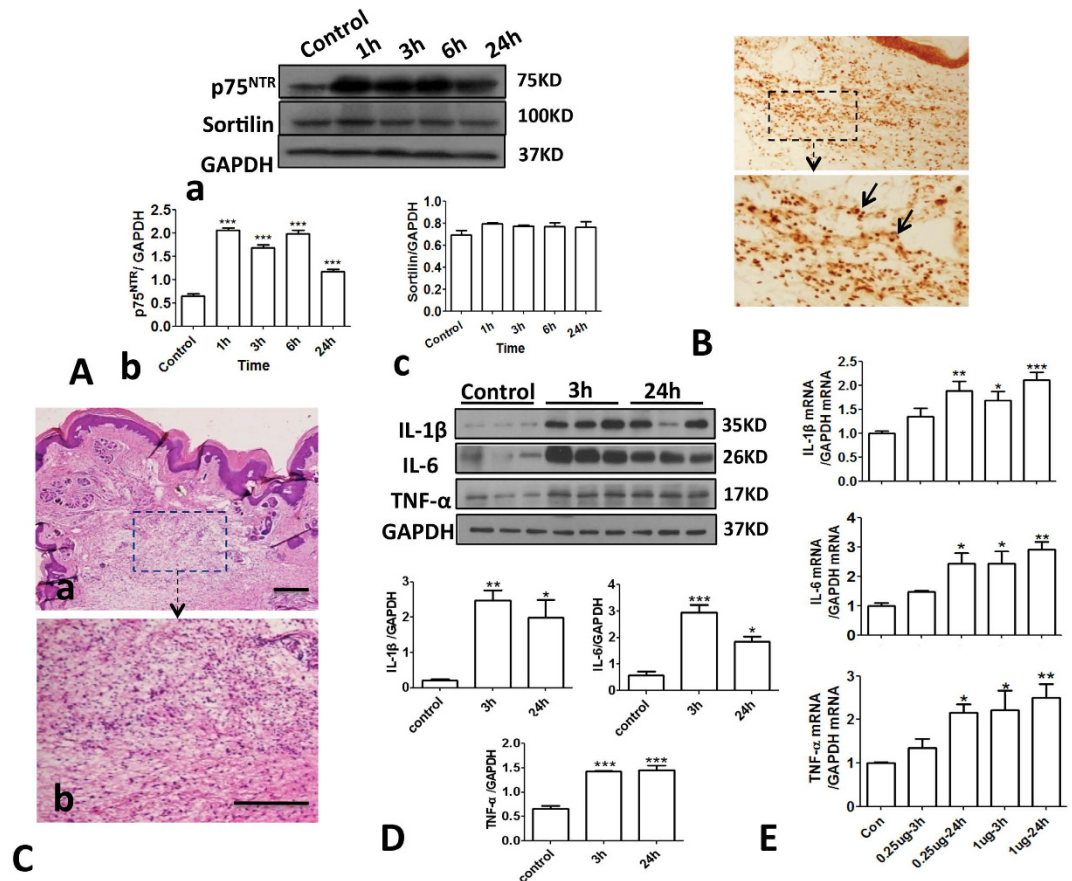 Control 1h 3h 6h 24h
p75NTR 75KD
Sortilin 100KD
GAPDH 37KD
a
p75NTR/ GAPDH
2.5
2.0
1.5
1.0
0.5
0.0
*** *** *** ***
Control 1h 3h 6h 24h
Time
b
Sortilin/GAPDH
1.0
0.8
0.6
0.4
0.2
0.0
Control 1h 3h 6h 24h
Time
c
A
B
a
b
C
Control 3h 24h
IL-1β 35KD
IL-6 26KD
TNF-α 17KD
GAPDH 37KD
IL-1β /GAPDH
3
2
1
0
** *
control 3h 24h
IL-6/GAPDH
4
3
2
1
0
*** *
control 3h 24h
TNF-α /GAPDH
2.0
1.5
1.0
0.5
0.0
*** ***
control 3h 24h
D
IL-1β mRNA
/GAPDH mRNA
2.5
2.0
1.5
1.0
0.5
0.0
** * ***
IL-6 mRNA
/GAPDH mRNA
4
3
2
1
0
* * **
TNF-α mRNA
/GAPDH mRNA
3
2
1
0
* * **
Con 0.25ug-3h 0.25ug-24h 1ug-3h 1ug-24h
E